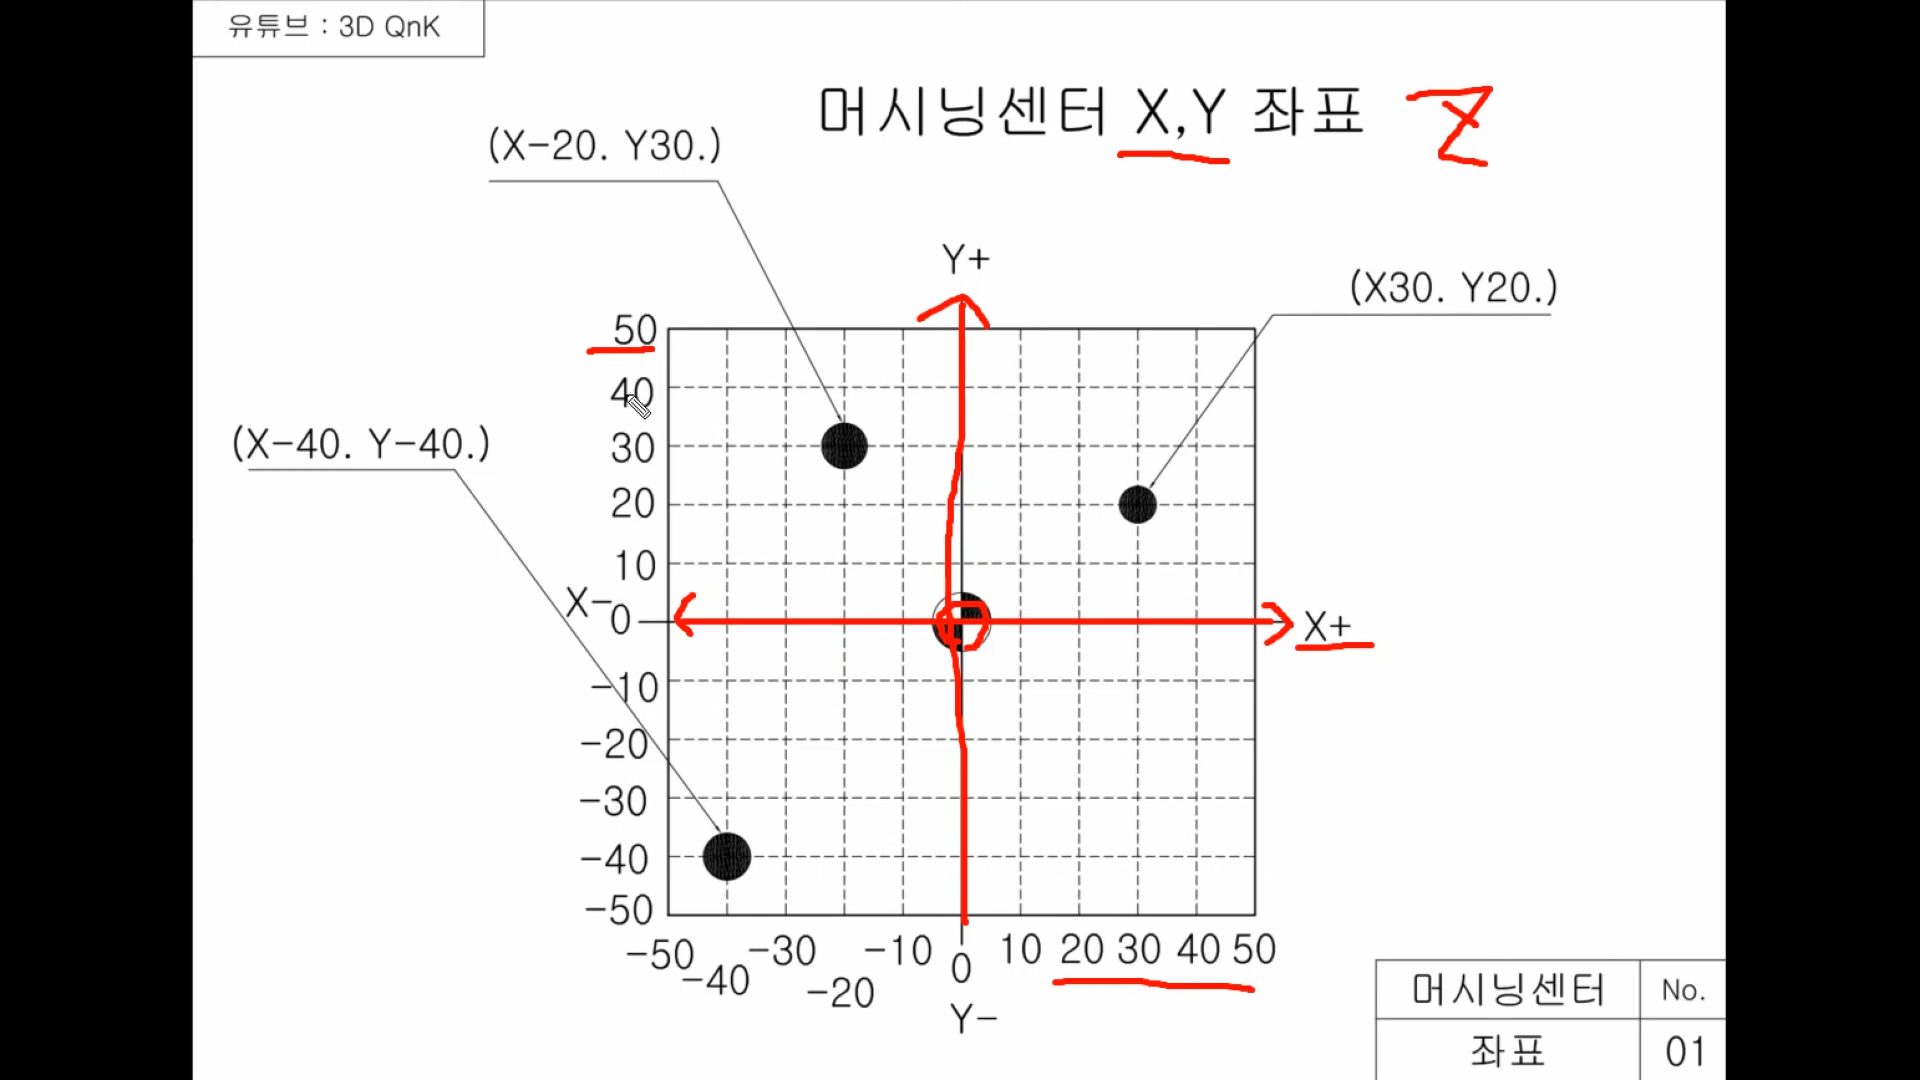 유튜브 : 3D QnK
머시닝센터 X,Y 좌표 Z
(X-20. Y30.)
Y+
(X30. Y20.)
50
40
(X-40. Y-40.)
30
20
10
X-
0
X+
-10
-20
-30
-40
-50
-50 -40 -30 -20 -10 0 10 20 30 40 50
Y-
머시닝센터 No.
좌표 01